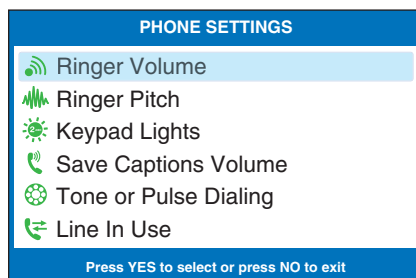 PHONE SETTINGS
Ringer Volume
Ringer Pitch
Keypad Lights
Save Captions Volume
Tone or Pulse Dialing
Line In Use
Press YES to select or press NO to exit